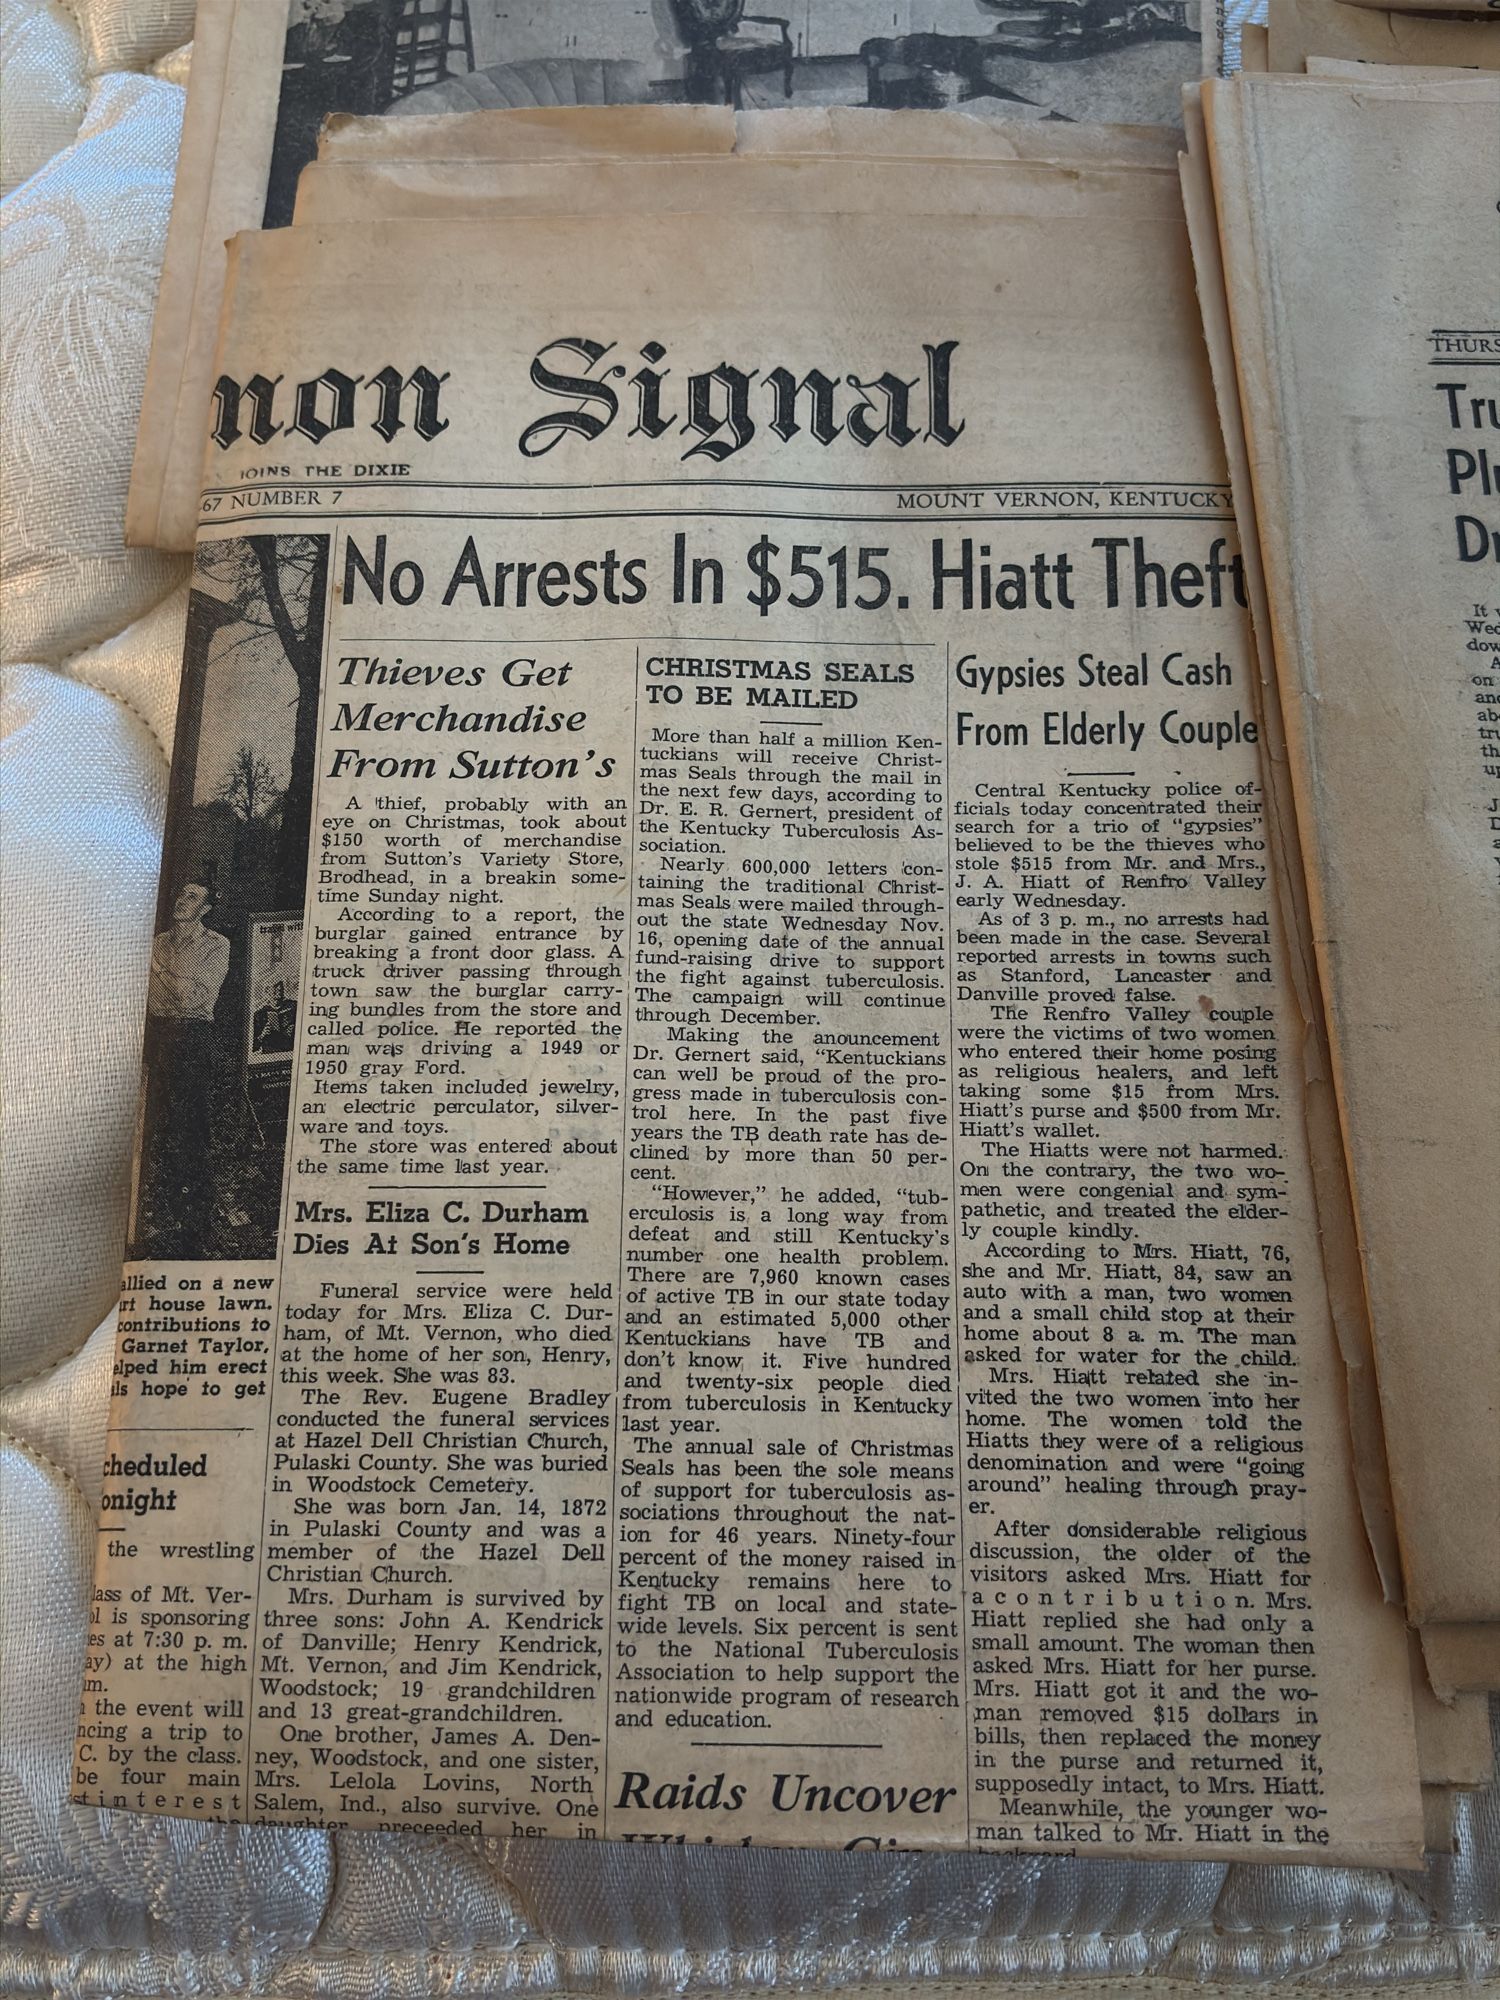 non Signal
JOINS THE DIXIE
67 NUMBER 7
MOUNT VERNON, KENTUCKY
No Arrests In $515. Hiatt Theft
Thieves Get
Merchandise
From Sutton's
A thief, probably with an
eye on Christmas, took about
$150 worth of merchandise
from Sutton's Variety Store,
Brodhead, in a breakin some-
time Sunday night.
According to a report, the
burglar gained entrance by
breaking a front door glass. A
truck driver passing through
town saw the burglar carry-
ing bundles from the store and
called police. He reported the
man was driving a 1949 or
1950 gray Ford.
Items taken included jewelry,
an electric perculator, silver-
ware and toys.
The store was entered about
the same time last year.
Mrs. Eliza C. Durham
Dies At Son's Home
Funeral service were held
today for Mrs. Eliza C. Dur-
ham, of Mt. Vernon, who died
at the home of her son, Henry,
this week. She was 83.
The Rev. Eugene Bradley
conducted the funeral services
at Hazel Dell Christian Church,
Pulaski County. She was buried
in Woodstock Cemetery.
She was born Jan. 14, 1872
in Pulaski County and was a
member of the Hazel Dell
Christian Church.
Mrs. Durham is survived by
three sons: John A. Kendrick
of Danville; Henry Kendrick,
Mt. Vernon, and Jim Kendrick,
Woodstock; 19 grandchildren
and 13 great-grandchildren.
One brother, James A. Den-
ney, Woodstock, and one sister,
Mrs. Lelola Lovins, North
Salem, Ind., also survive. One
daughter preceeded her in
CHRISTMAS SEALS
TO BE MAILED
More than half a million Ken-
tuckians will receive Christ-
mas Seals through the mail in
the next few days, according to
Dr. E. R. Gernert, president of
the Kentucky Tuberculosis As-
sociation.
Nearly 600,000 letters con-
taining the traditional Christ-
mas Seals were mailed through-
out the state Wednesday Nov.
16, opening date of the annual
fund-raising drive to support
the fight against tuberculosis.
The campaign will continue
through December.
Making the anouncement
Dr. Gernert said, "Kentuckians
can well be proud of the pro-
gress made in tuberculosis con-
trol here. In the past five
years the TB death rate has de-
clined by more than 50 per-
cent.
"However," he added, "tub-
erculosis is a long way from
defeat and still Kentucky's
number one health problem.
There are 7,960 known cases
of active TB in our state today
and an estimated 5,000 other
Kentuckians have TB and
don't know it. Five hundred
and twenty-six people died
from tuberculosis in Kentucky
last year.
The annual sale of Christmas
Seals has been the sole means
of support for tuberculosis as-
sociations throughout the nat-
ion for 46 years. Ninety-four
percent of the money raised in
Kentucky remains here to
fight TB on local and state-
wide levels. Six percent is sent
to the National Tuberculosis
Association to help support the
nationwide program of research
and education.
Raids Uncover
Gypsies Steal Cash
From Elderly Couple
Central Kentucky police of-
ficials today concentrated their
search for a trio of "gypsies"
believed to be the thieves who
stole $515 from Mr. and Mrs.,
J. A. Hiatt of Renfro Valley
early Wednesday.
As of 3 p. m., no arrests had
been made in the case. Several
reported arrests in towns such
as Stanford, Lancaster and
Danville proved false.
The Renfro Valley couple
were the victims of two women
who entered their home posing
as religious healers, and left
taking some $15 from Mrs.
Hiatt's purse and $500 from Mr.
Hiatt's wallet.
The Hiatts were not harmed.
On the contrary, the two wo-
men were congenial and sym-
pathetic, and treated the elder-
ly couple kindly.
According to Mrs. Hiatt, 76,
she and Mr. Hiatt, 84, saw an
auto with a man, two women
and a small child stop at their
home about 8 a. m. The man
asked for water for the child.
Mrs. Hiatt related she in-
vited the two women into her
home. The women told the
Hiatts they were of a religious
denomination and were "going
around" healing through pray-
er.
After considerable religious
discussion, the older of the
visitors asked Mrs. Hiatt for
a contribution. Mrs.
Hiatt replied she had only a
small amount. The woman then
asked Mrs. Hiatt for her purse.
Mrs. Hiatt got it and the wo-
man removed $15 dollars in
bills, then replaced the money
in the purse and returned it,
supposedly intact, to Mrs. Hiatt.
Meanwhile, the younger wo-
man talked to Mr. Hiatt in the
allied on a new
rt house lawn.
contributions to
Garnet Taylor,
elped him erect
ls hope to get
cheduled
onight
the wrestling
lass of Mt. Ver-
ol is sponsoring
es at 7:30 p. m.
ay) at the high
m.
the event will
ncing a trip to
C. by the class.
be four main
st interest
THURS
Tru
Plu
It
Wed
dow
on
and
abo
tru
th
up